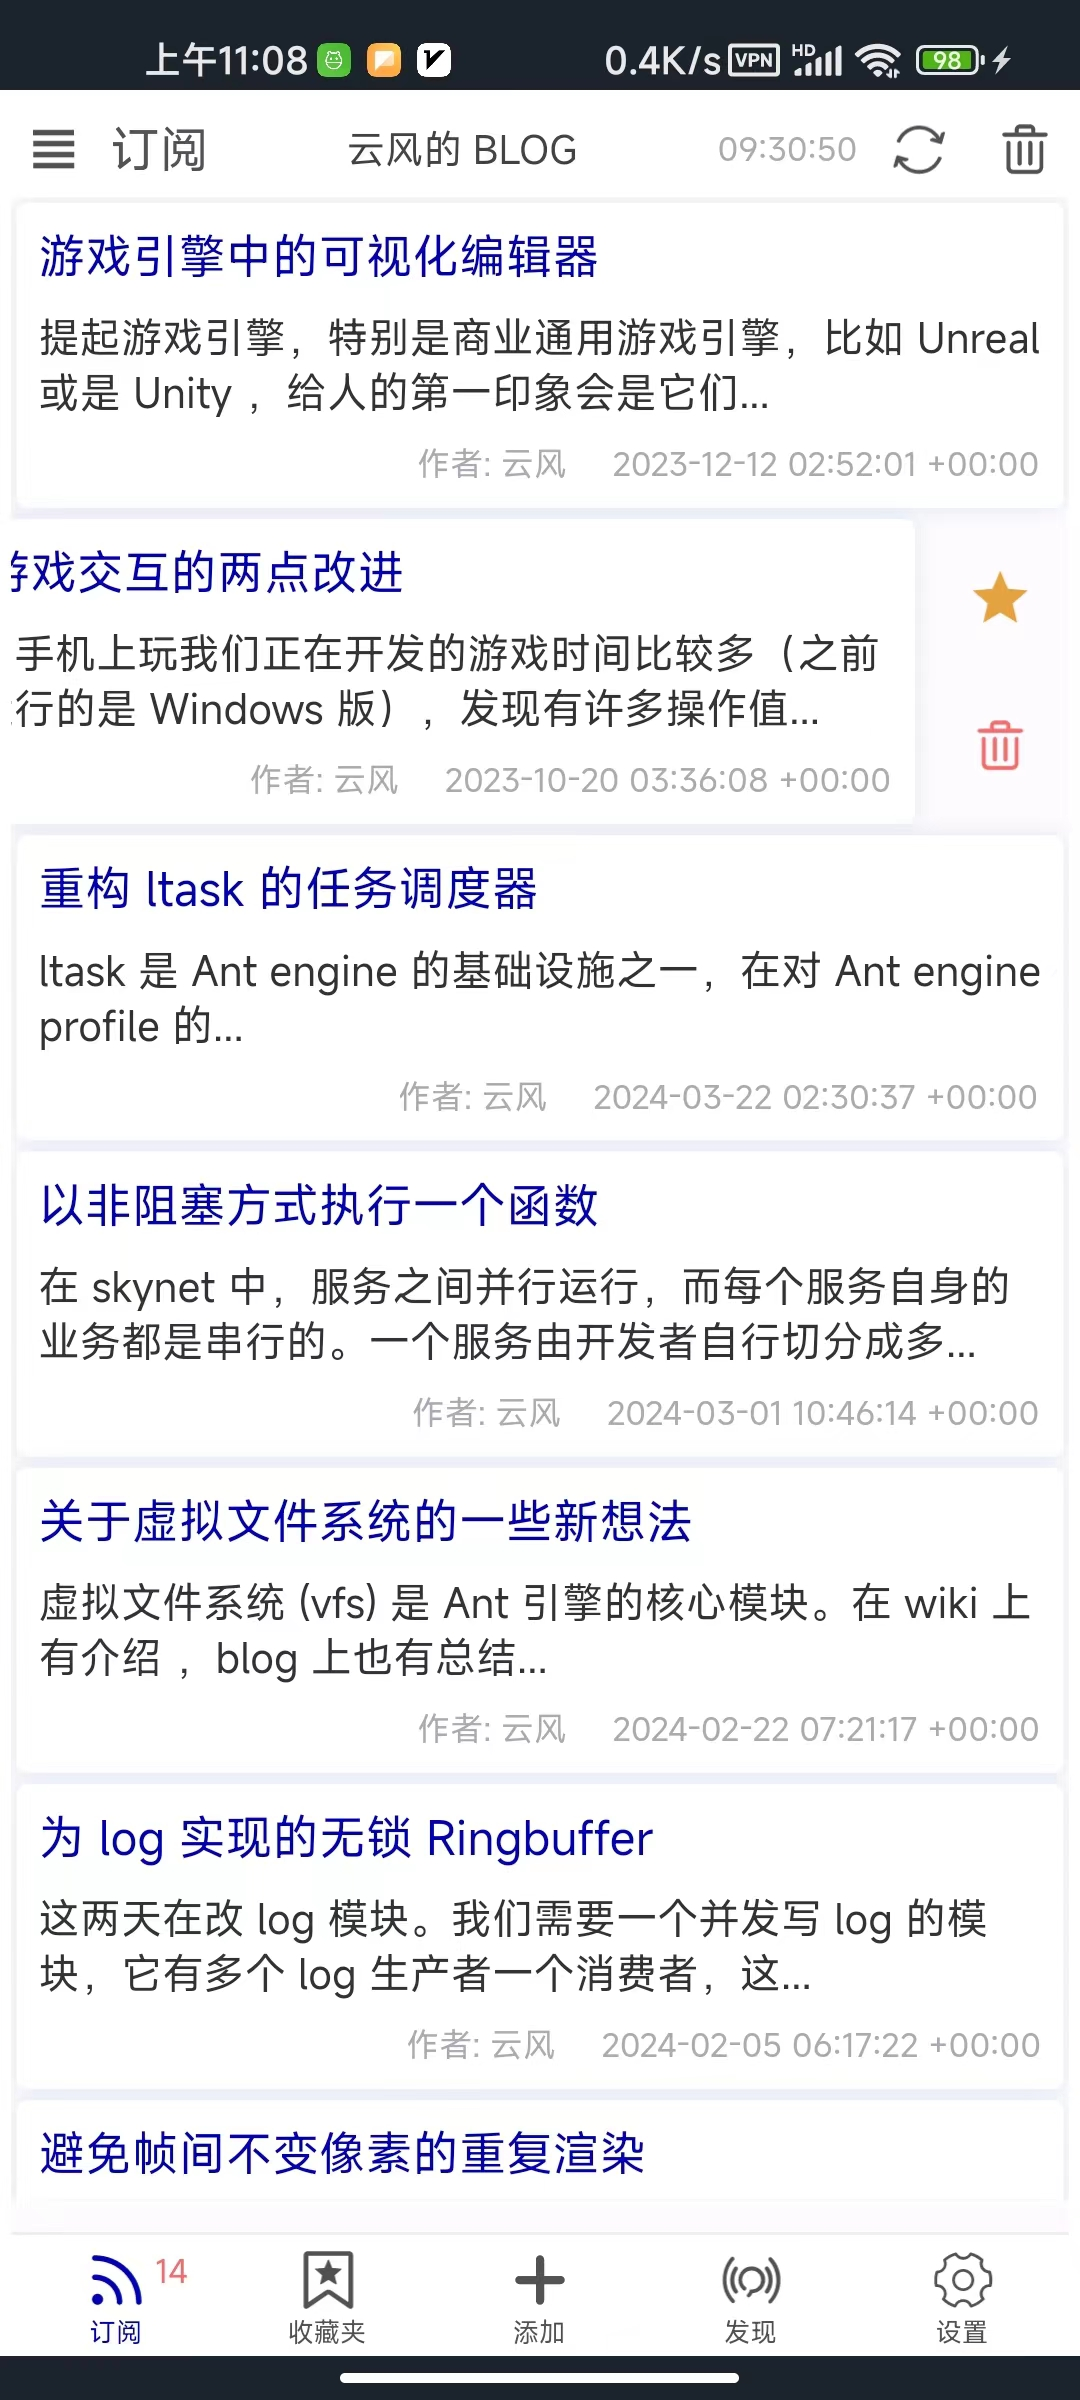 上午11:08
0.4K/s VPN HD 98
订阅 云风的 BLOG 09:30:50
游戏引擎中的可视化编辑器
提起游戏引擎，特别是商业通用游戏引擎，比如 Unreal
或是 Unity ，给人的第一印象会是它们...
作者: 云风 2023-12-12 02:52:01 +00:00
戏交互的两点改进
手机上玩我们正在开发的游戏时间比较多（之前
行的是 Windows 版），发现有许多操作值...
作者: 云风 2023-10-20 03:36:08 +00:00
重构 ltask 的任务调度器
ltask 是 Ant engine 的基础设施之一，在对 Ant engine
profile 的...
作者: 云风 2024-03-22 02:30:37 +00:00
以非阻塞方式执行一个函数
在 skynet 中，服务之间并行运行，而每个服务自身的
业务都是串行的。一个服务由开发者自行切分成多...
作者: 云风 2024-03-01 10:46:14 +00:00
关于虚拟文件系统的一些新想法
虚拟文件系统 (vfs) 是 Ant 引擎的核心模块。在 wiki 上
有介绍 ，blog 上也有总结...
作者: 云风 2024-02-22 07:21:17 +00:00
为 log 实现的无锁 Ringbuffer
这两天在改 log 模块。我们需要一个并发写 log 的模
块，它有多个 log 生产者一个消费者，这...
作者: 云风 2024-02-05 06:17:22 +00:00
避免帧间不变像素的重复渲染
14
订阅 收藏夹 添加 发现 设置